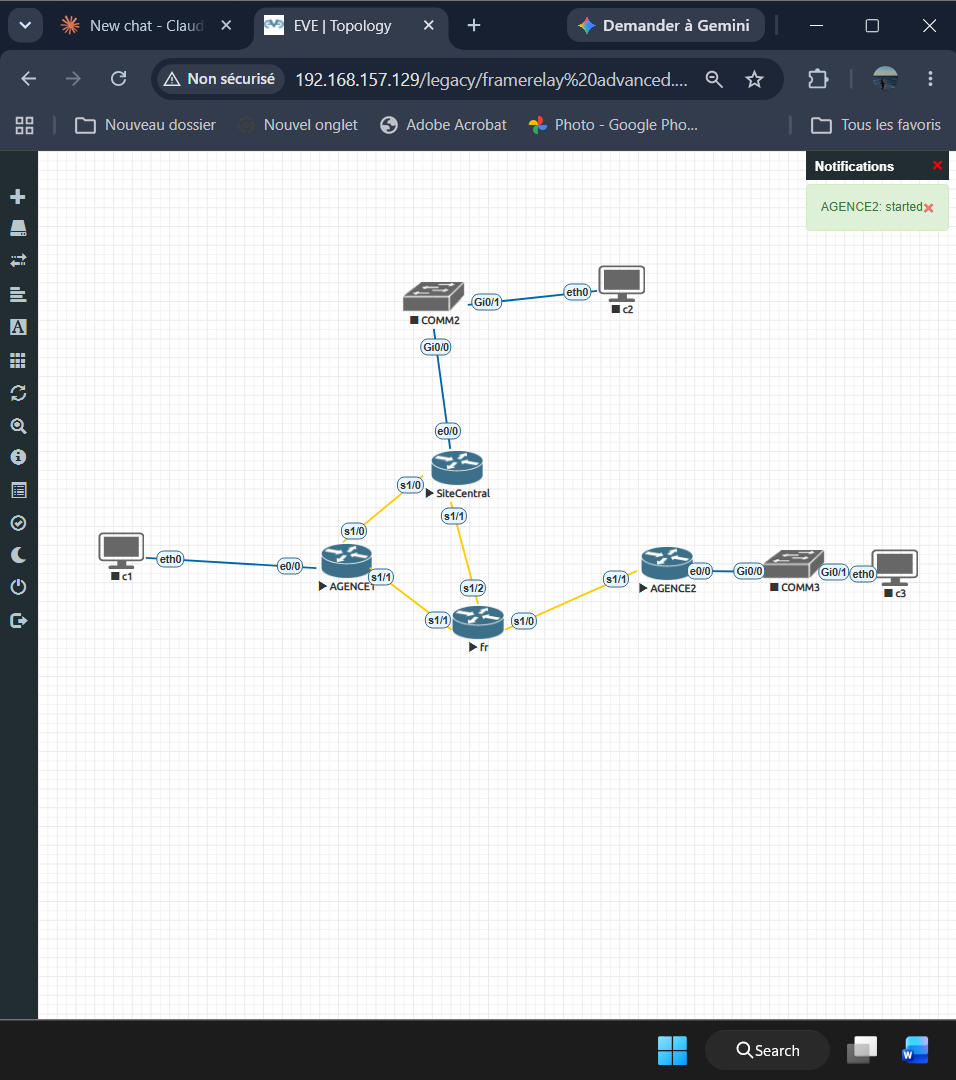 New chat - Claud
EVE | Topology
Demander à Gemini
Non sécurisé
192.168.157.129/legacy/framerelay%20advanced....
Nouveau dossier
Nouvel onglet
Adobe Acrobat
Photo - Google Pho...
Tous les favoris
Notifications
AGENCE2: started
COMM2
Gi0/1
eth0
c2
Gi0/0
e0/0
s1/0
SiteCentral
s1/1
s1/0
c1
eth0
e0/0
AGENCE1
s1/1
s1/1
s1/2
fr
s1/0
s1/1
AGENCE2
e0/0
Gi0/0
COMM3
Gi0/1
eth0
c3
A
Search
W